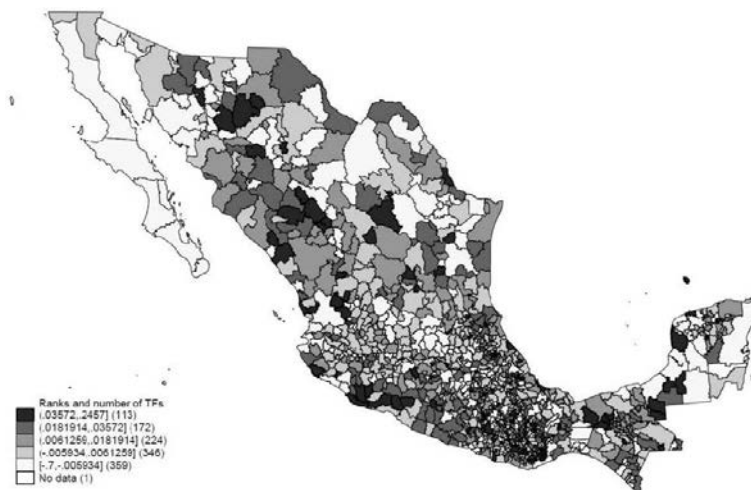 Ranks and number of TFs
(.03572,.2457] (113)
(.0181914,.03572] (172)
(.0061259,.0181914] (224)
(-.005934,.0061259] (346)
[-.7,-.005934] (359)
No data (1)